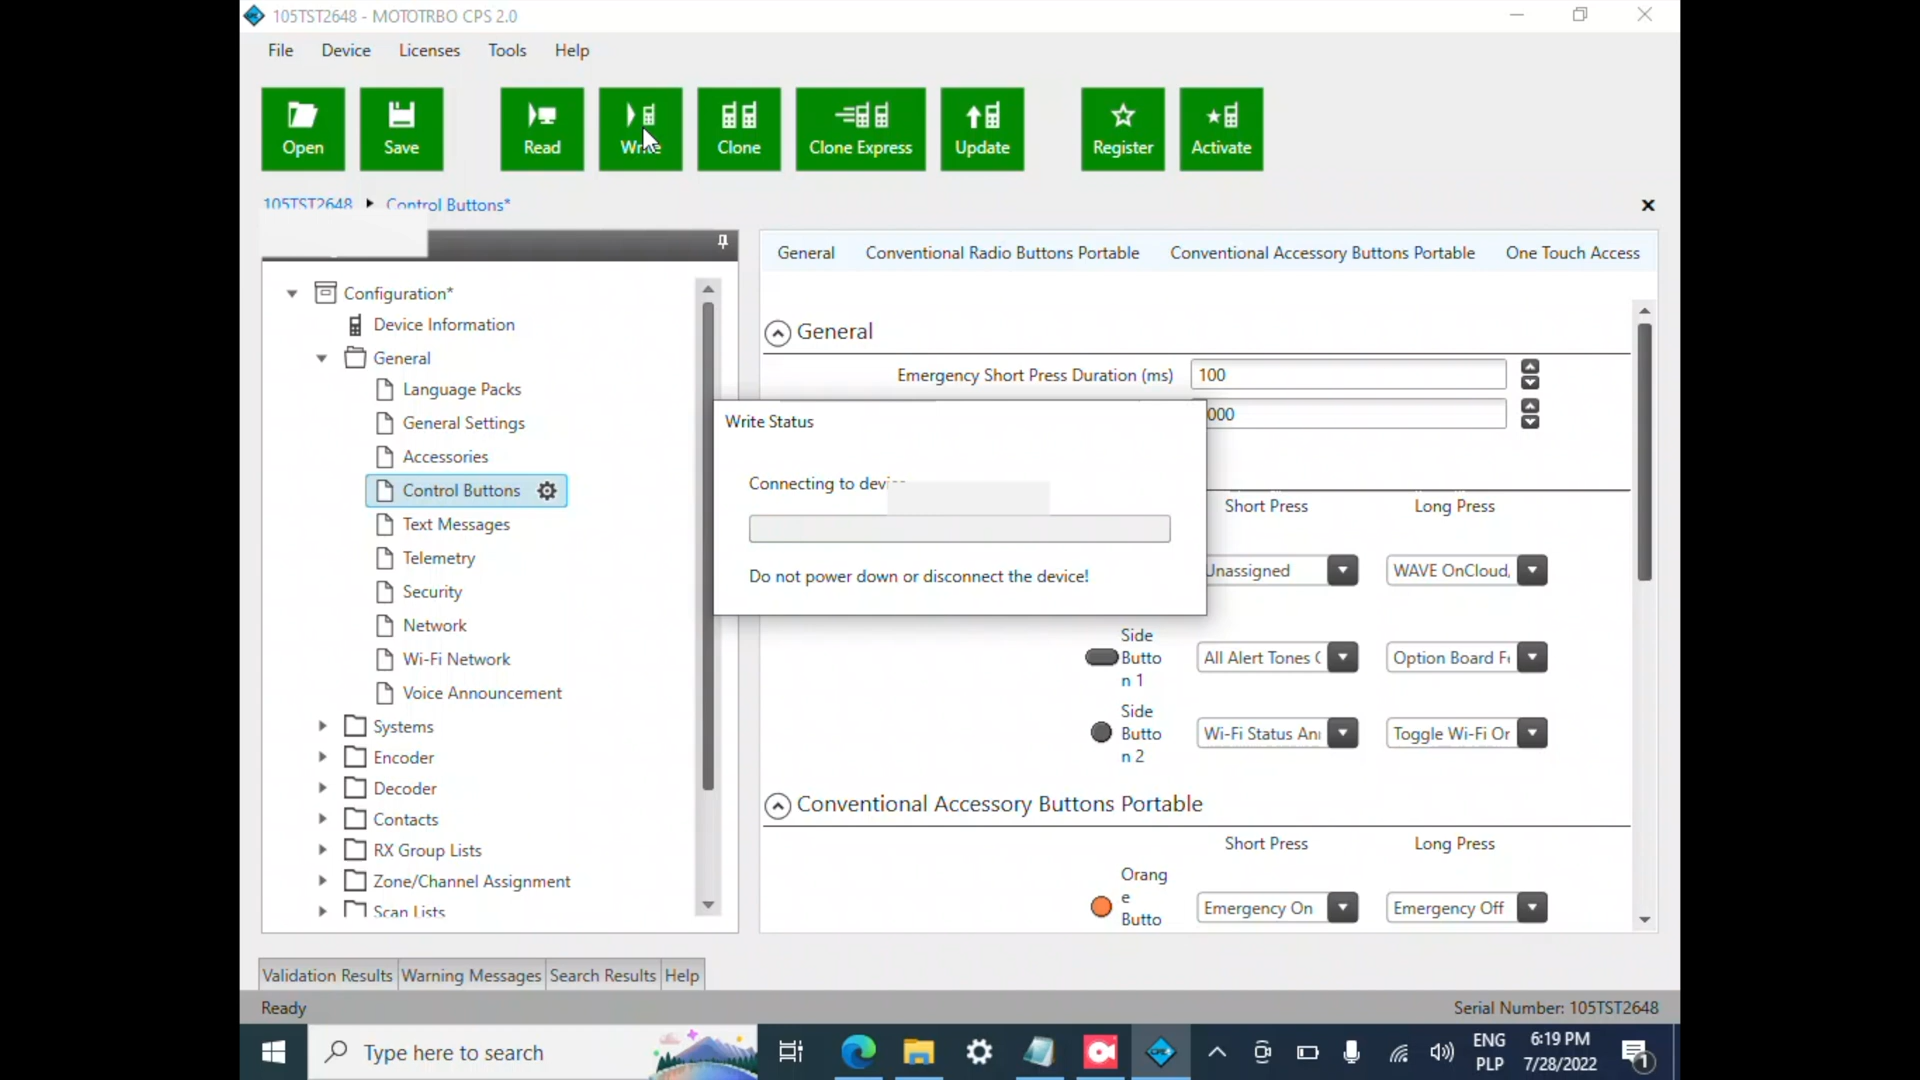 105TST2648 - MOTOTRBO CPS 2.0
File Device Licenses Tools Help
Open Save Read Write Clone Clone Express Update Register Activate
105TST2648 Control Buttons*
General Conventional Radio Buttons Portable Conventional Accessory Buttons Portable One Touch Access
Configuration*
Device Information
General
Language Packs
General Settings
Accessories
Control Buttons
Text Messages
Telemetry
Security
Network
Wi-Fi Network
Voice Announcement
Systems
Encoder
Decoder
Contacts
RX Group Lists
Zone/Channel Assignment
Scan Lists
General
Emergency Short Press Duration (ms) 100
000
Write Status
Connecting to devi
Do not power down or disconnect the device!
Short Press Long Press
Unassigned WAVE OnCloud,
Side
Butto
n 1
All Alert Tones Option Board
Side
Butto
n 2
Wi-Fi Status Toggle Wi-Fi Or
Conventional Accessory Buttons Portable
Short Press Long Press
Orang
e
Butto
Emergency On Emergency Off
Validation Results Warning Messages Search Results Help
Ready Serial Number: 105TST2648
Type here to search
ENG 6:19 PM
PLP 7/28/2022
1